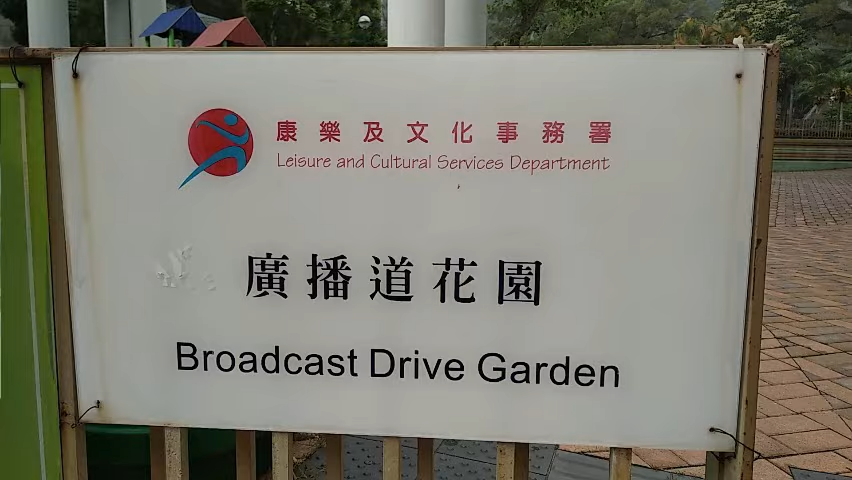 康樂及文化事務署
Leisure and Cultural Services Department
廣播道花園
Broadcast Drive Garden